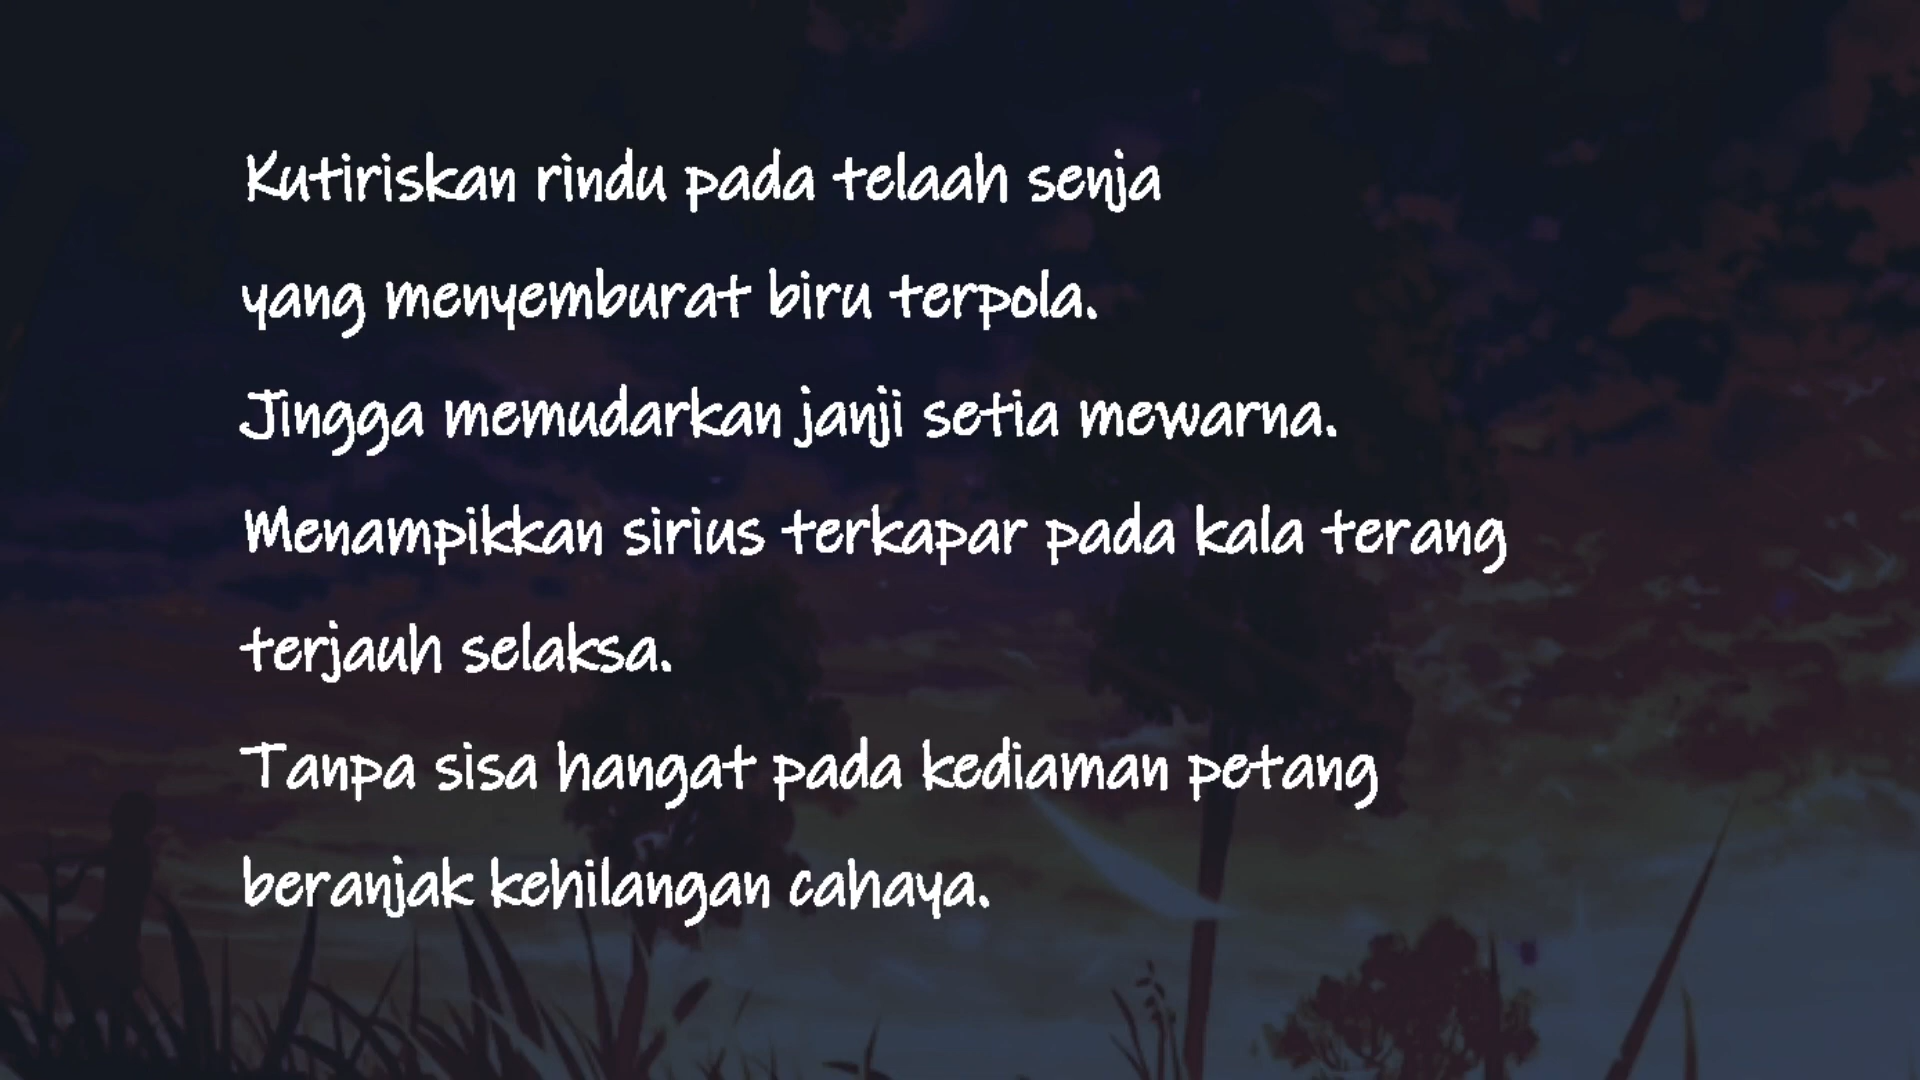 Kutiriskan rindu pada telaah senja
yang menyemburat biru terpola.
Jingga memudarkan janji setia mewarna.
Menampikkan sirius terkapar pada kala terang
terjauh selaksa.
Tanpa sisa hangat pada kediaman petang
beranjak kehilangan cahaya.